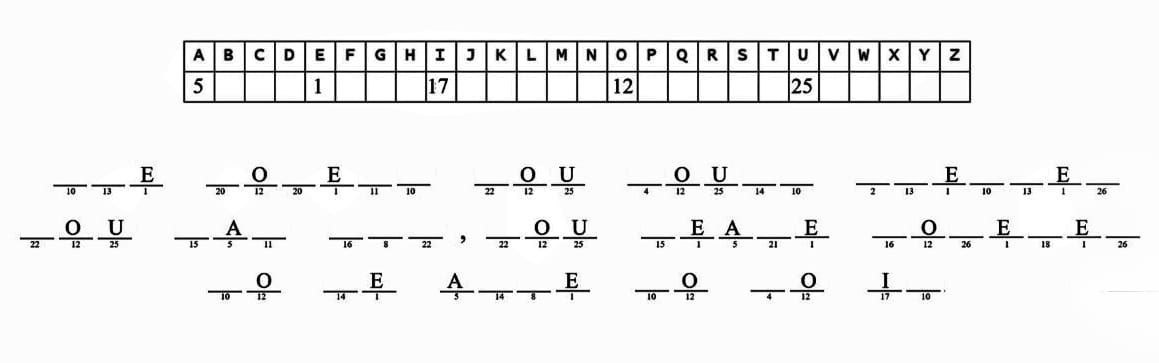 A B C D E F G H I J K L M N O P Q R S T U V W X Y Z
5 1 17 12 25
E O E O U O U E E
10 13 1 20 12 20 1 11 10 22 12 25 4 12 25 14 10 2 13 1 10 13 1 26
O U A , O U E A E O E E
22 12 25 15 5 11 16 8 22 22 12 25 15 1 5 21 1 16 12 26 1 18 1 26
O E A E O O I
10 12 14 1 5 14 8 1 10 12 4 12 17 10.